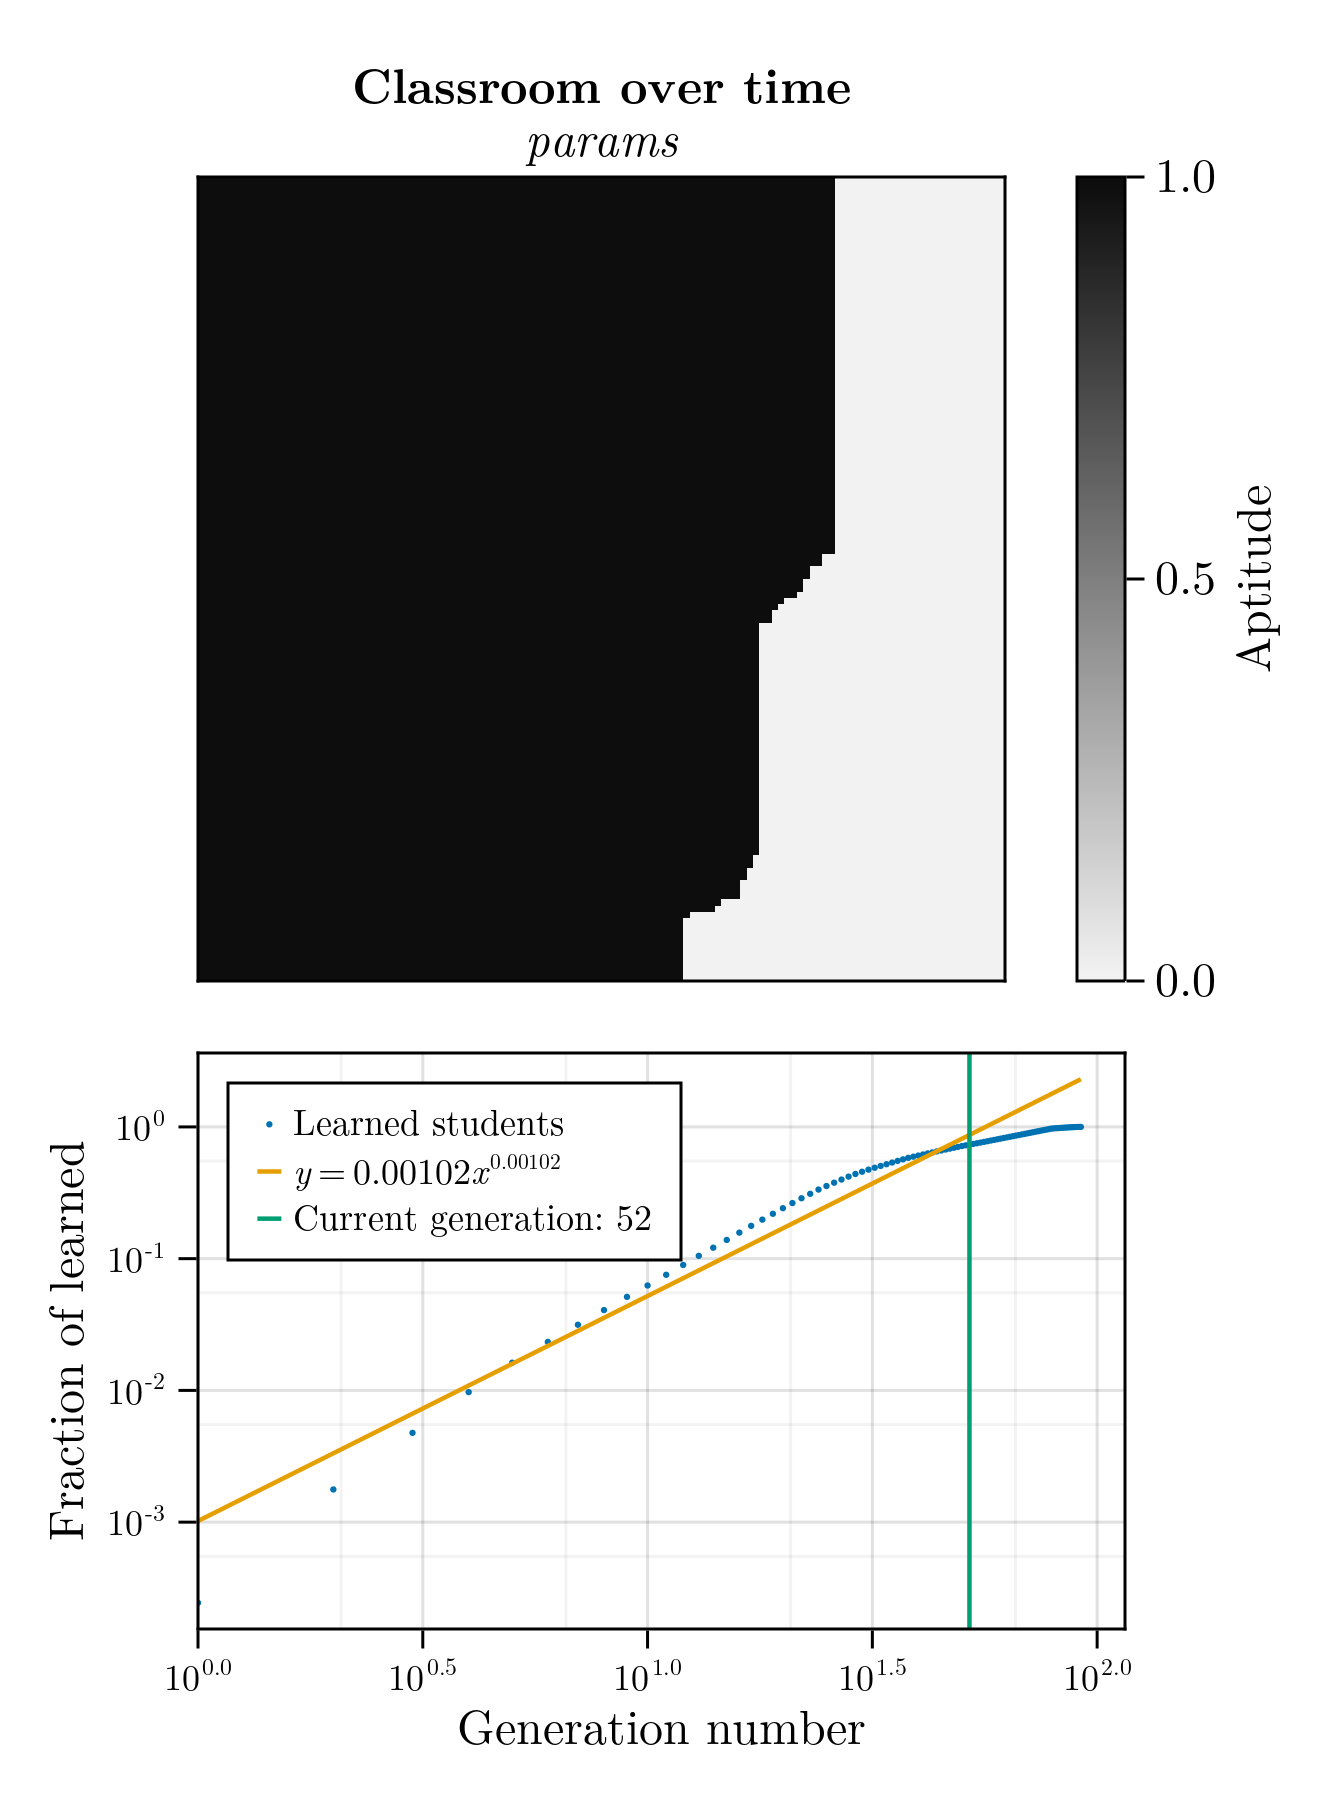 Classroom over time
params
1.0
0.5
0.0
Aptitude
Learned students
y = 0.00102x^0.00102
Current generation: 52
10^0
10^-1
10^-2
10^-3
Fraction of learned
10^0.0 10^0.5 10^1.0 10^1.5 10^2.0
Generation number